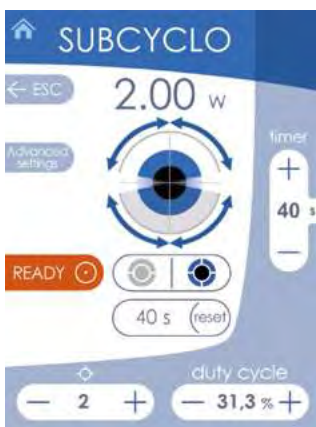 SUBCYCLO
← ESC
2.00 w
Advanced settings
timer
+
40 s
−
READY
40 s (reset)
duty cycle
− 2 +
− 31,3 % +